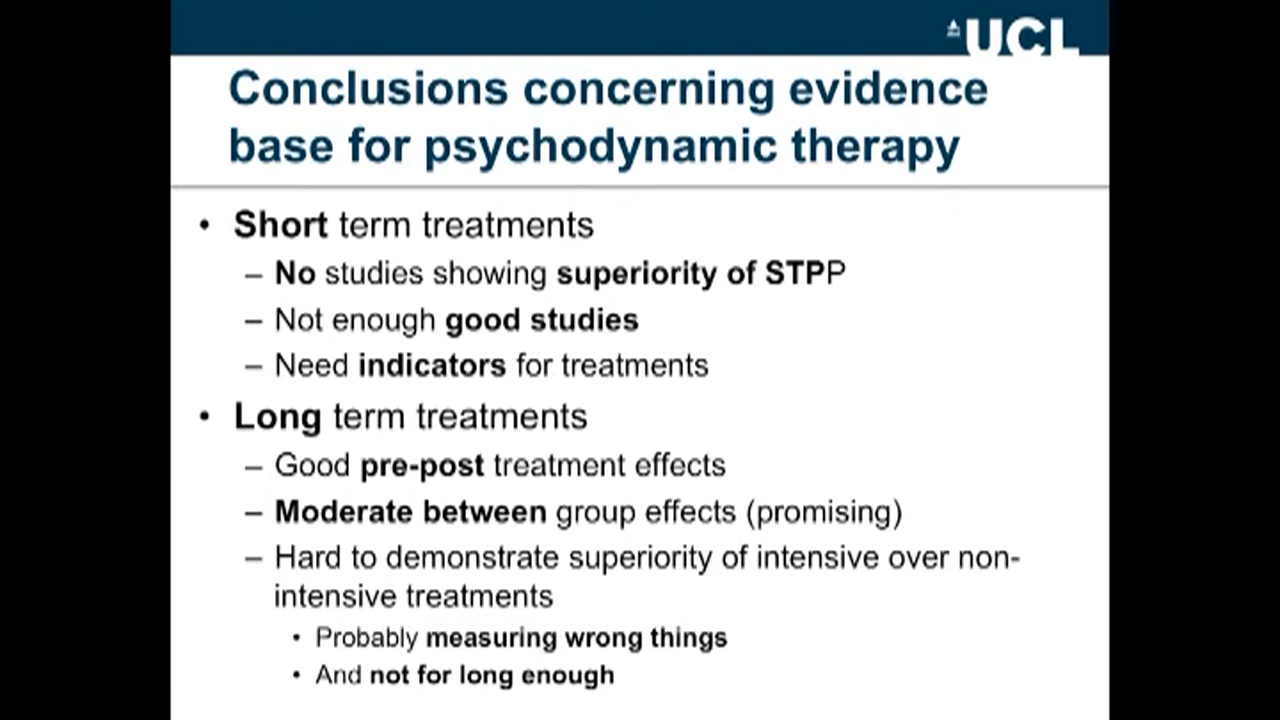 UCL
Conclusions concerning evidence
base for psychodynamic therapy
• Short term treatments
– No studies showing superiority of STPP
– Not enough good studies
– Need indicators for treatments
• Long term treatments
– Good pre-post treatment effects
– Moderate between group effects (promising)
– Hard to demonstrate superiority of intensive over non-
intensive treatments
• Probably measuring wrong things
• And not for long enough